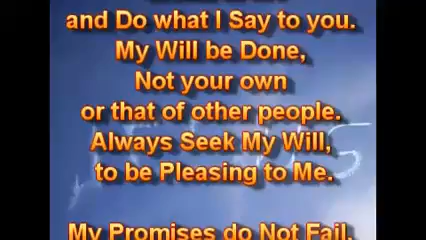 and Do what I Say to you.
My Will be Done,
Not your own
or that of other people.
Always Seek My Will,
to be Pleasing to Me.
My Promises do Not Fail,